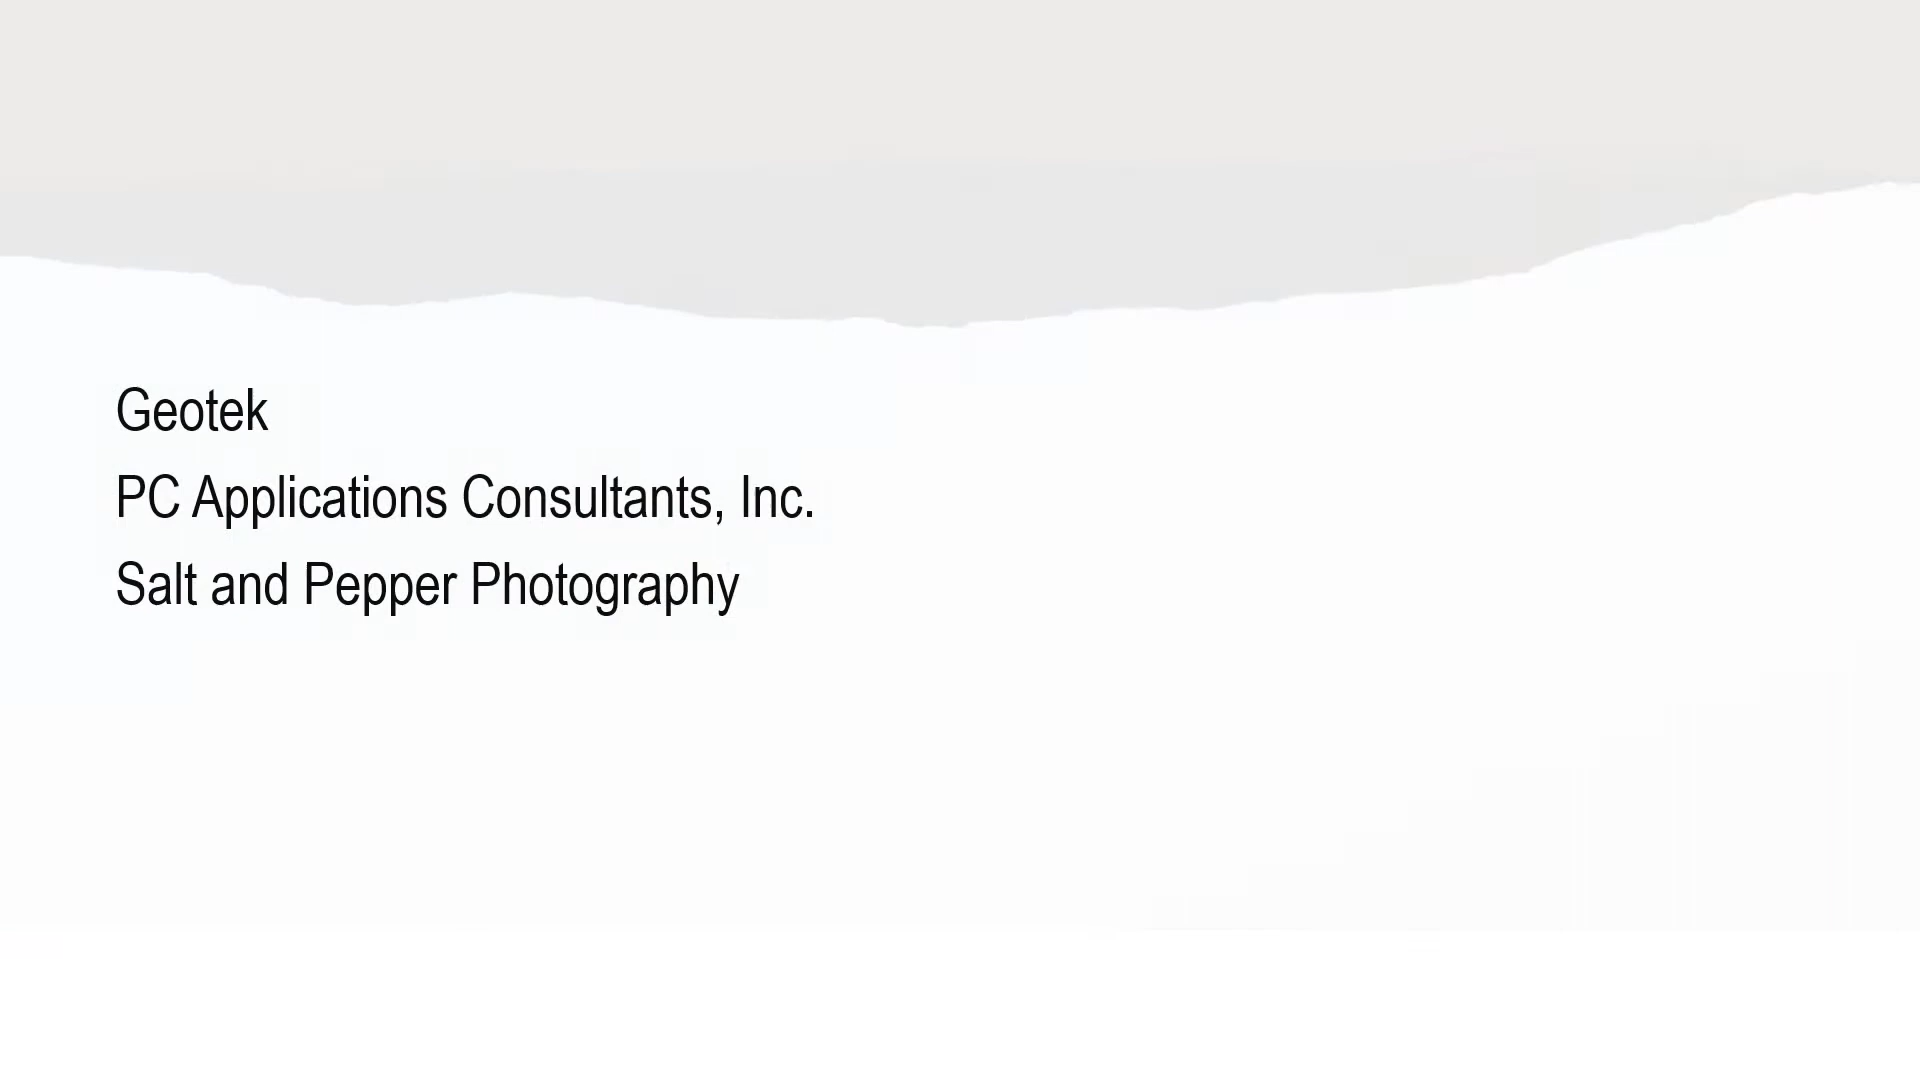 Geotek
PC Applications Consultants, Inc.
Salt and Pepper Photography